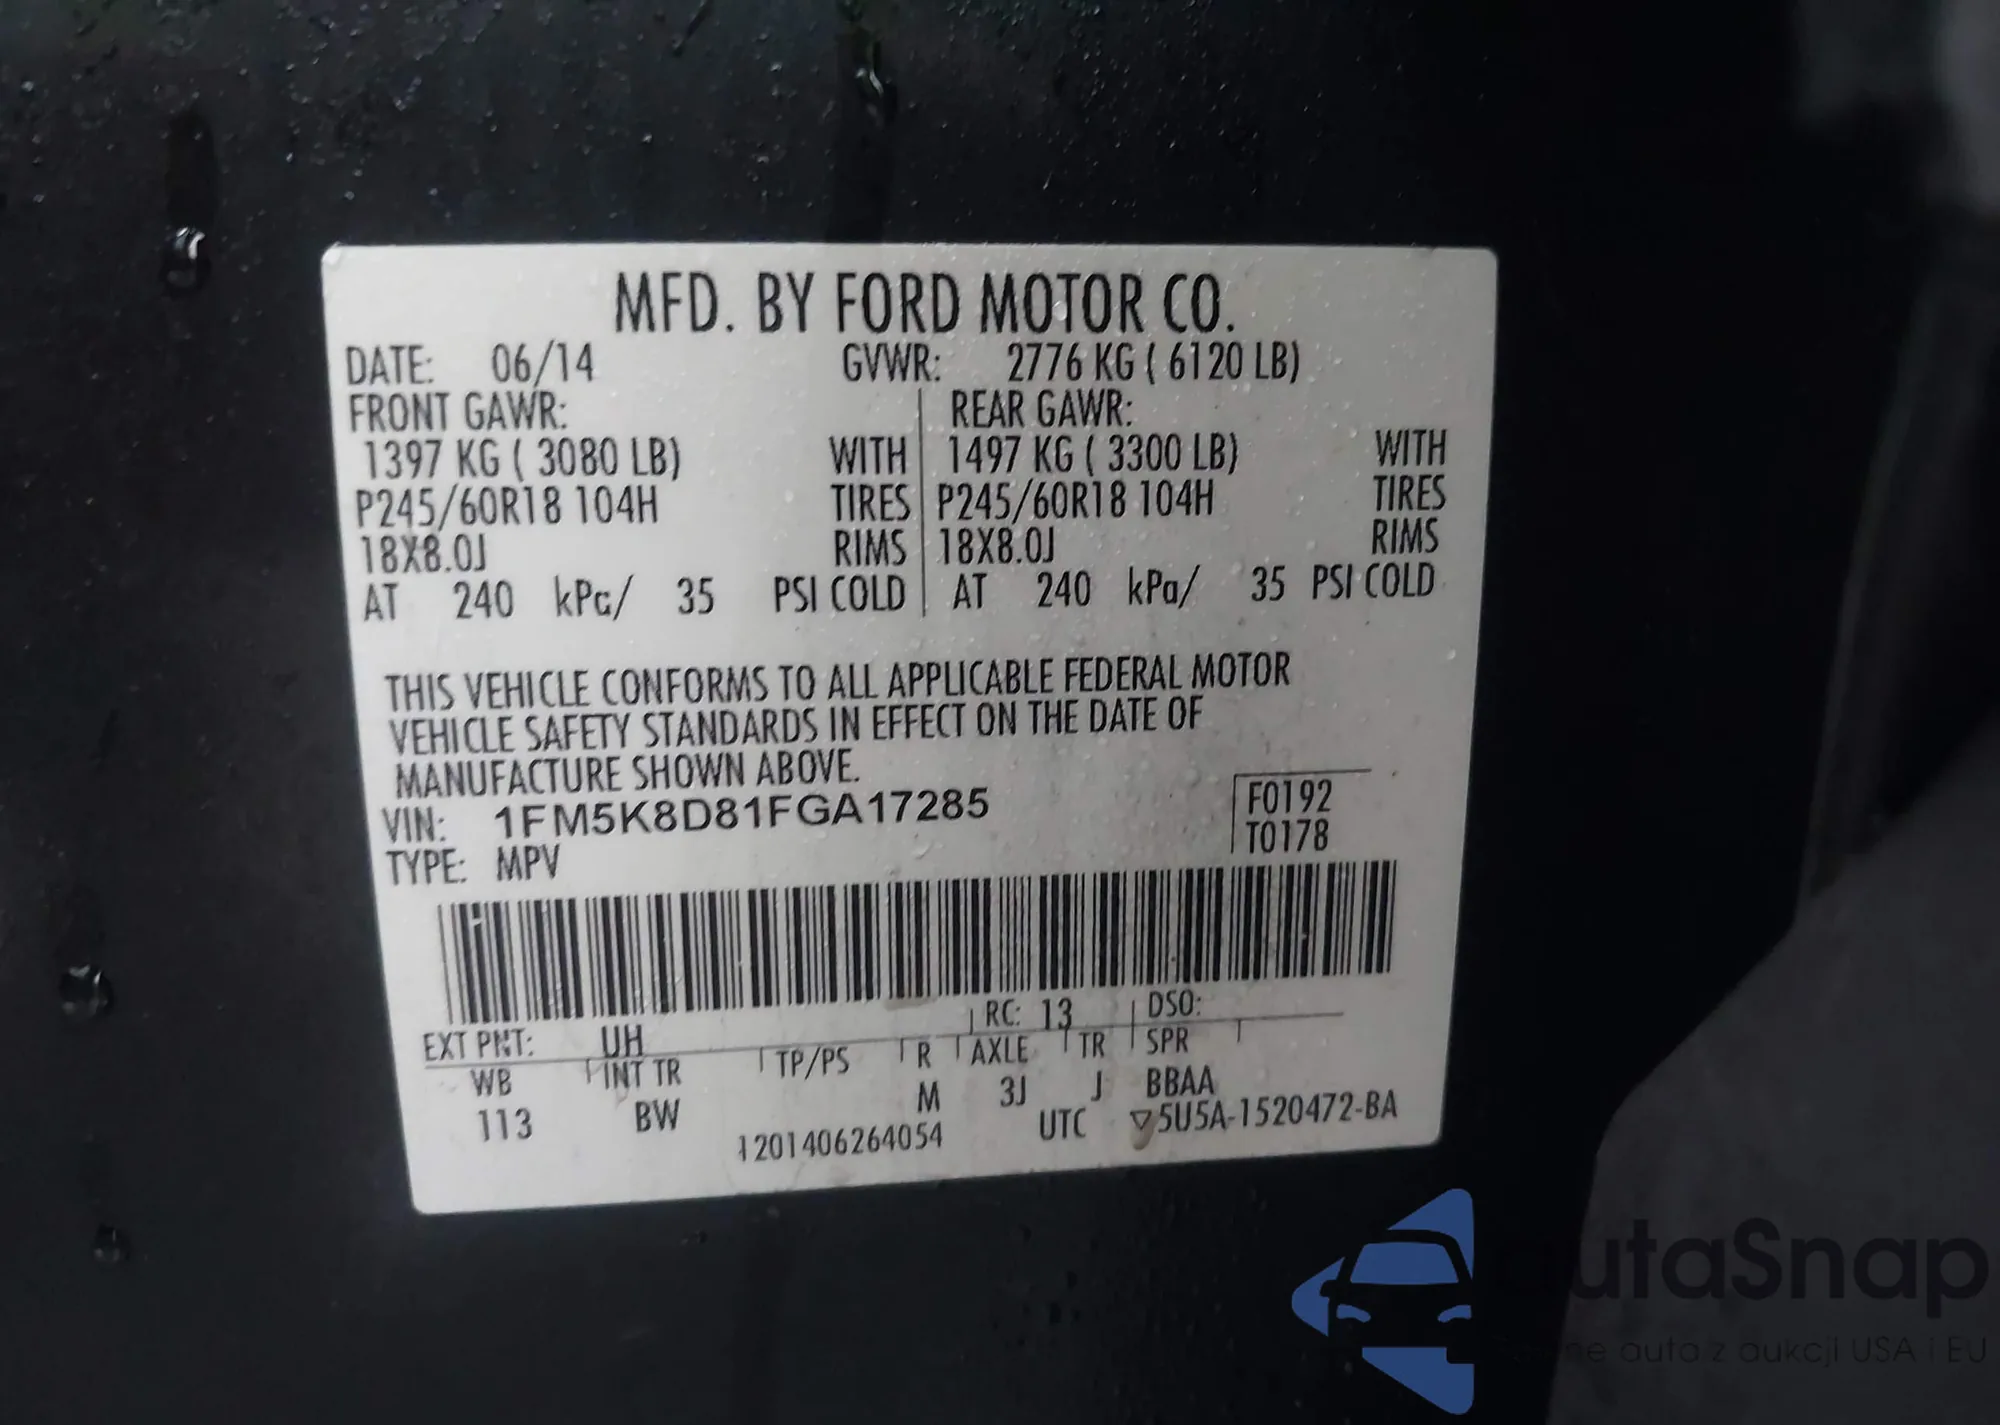 MFD. BY FORD MOTOR CO.
DATE: 06/14 GVWR: 2776 KG ( 6120 LB)
FRONT GAWR: REAR GAWR:
1397 KG ( 3080 LB) WITH 1497 KG ( 3300 LB) WITH
P245/60R18 104H TIRES P245/60R18 104H TIRES
18X8.0J RIMS 18X8.0J RIMS
AT 240 kPa/ 35 PSI COLD AT 240 kPa/ 35 PSI COLD
THIS VEHICLE CONFORMS TO ALL APPLICABLE FEDERAL MOTOR
VEHICLE SAFETY STANDARDS IN EFFECT ON THE DATE OF
MANUFACTURE SHOWN ABOVE.
VIN: 1FM5K8D81FGA17285 F0192
TYPE: MPV T0178
EXT PNT: UH RC: 13 DSO:
WB INT TR TP/PS R AXLE TR SPR
113 BW M 3J J BBAA
1201406264054 UTC ▽5U5A-1520472-BA
autaSnap
auto z aukcji USA i EU